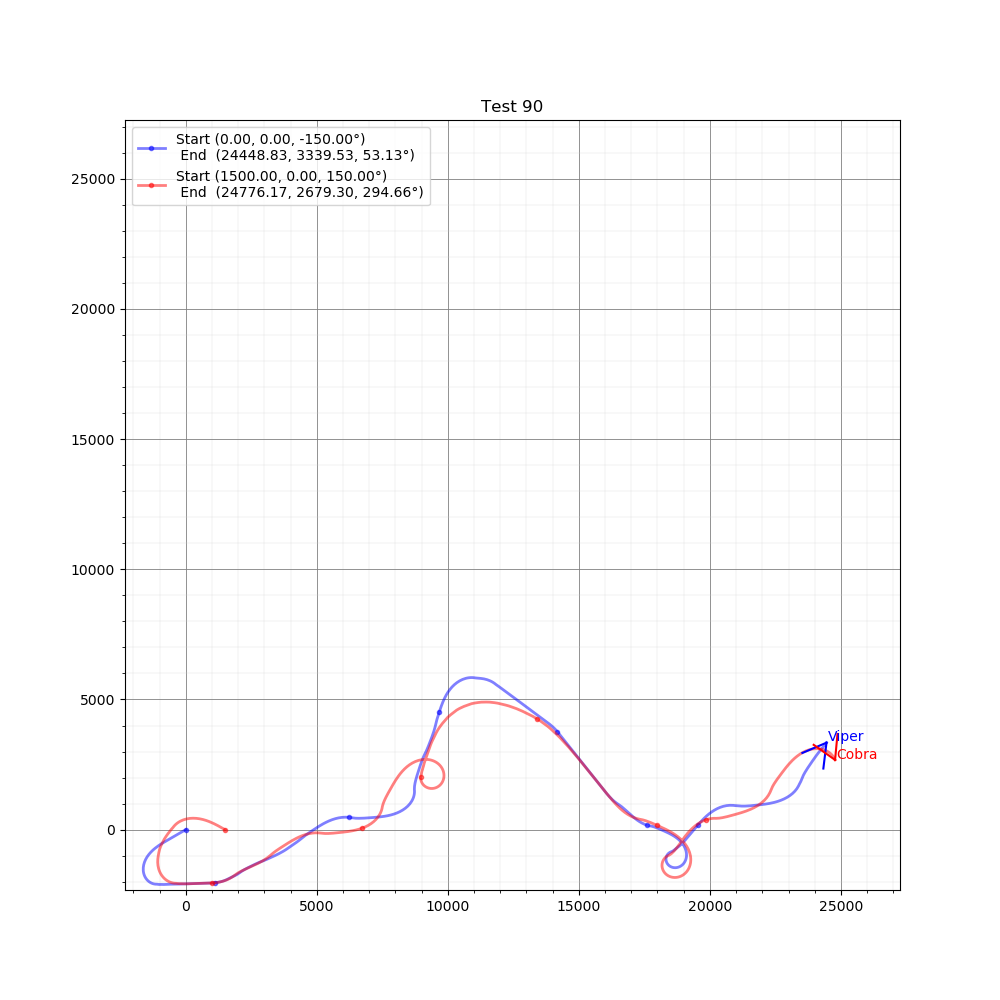 Test 90
Start (0.00, 0.00, -150.00°)
End  (24448.83, 3339.53, 53.13°)
Start (1500.00, 0.00, 150.00°)
End  (24776.17, 2679.30, 294.66°)
25000
20000
15000
10000
5000
0
Viper
Cobra
0
5000
10000
15000
20000
25000